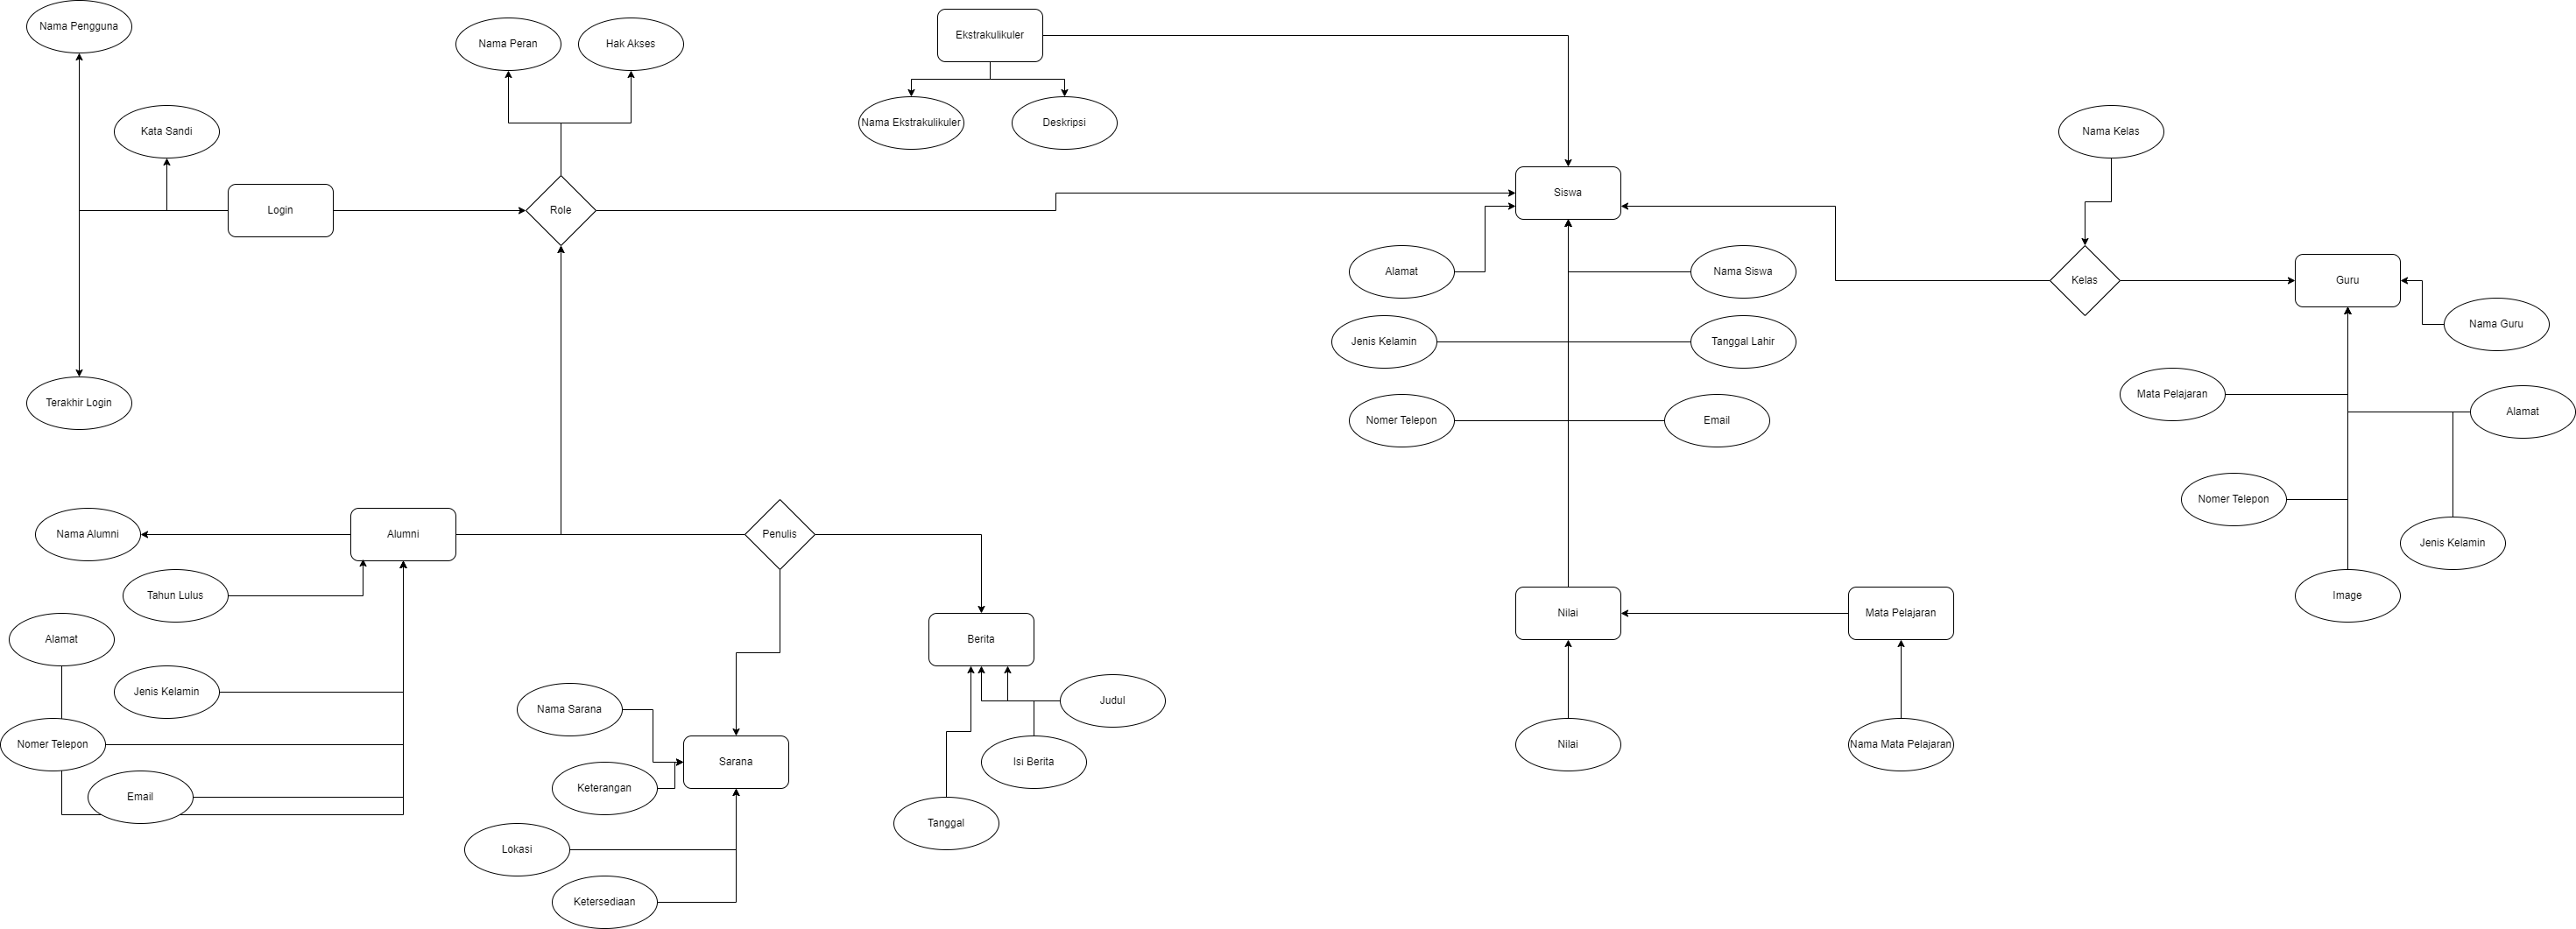 Nama Pengguna
Nama Peran
Hak Akses
Ekstrakulikuler
Kata Sandi
Nama Ekstrakulikuler
Deskripsi
Nama Kelas
Login
Role
Siswa
Alamat
Nama Siswa
Kelas
Guru
Jenis Kelamin
Tanggal Lahir
Nama Guru
Terakhir Login
Nomer Telepon
Email
Mata Pelajaran
Alamat
Nomer Telepon
Jenis Kelamin
Image
Nama Alumni
Alumni
Penulis
Tahun Lulus
Alamat
Berita
Nilai
Mata Pelajaran
Jenis Kelamin
Nama Sarana
Judul
Nomer Telepon
Sarana
Isi Berita
Nilai
Nama Mata Pelajaran
Email
Keterangan
Tanggal
Lokasi
Ketersediaan